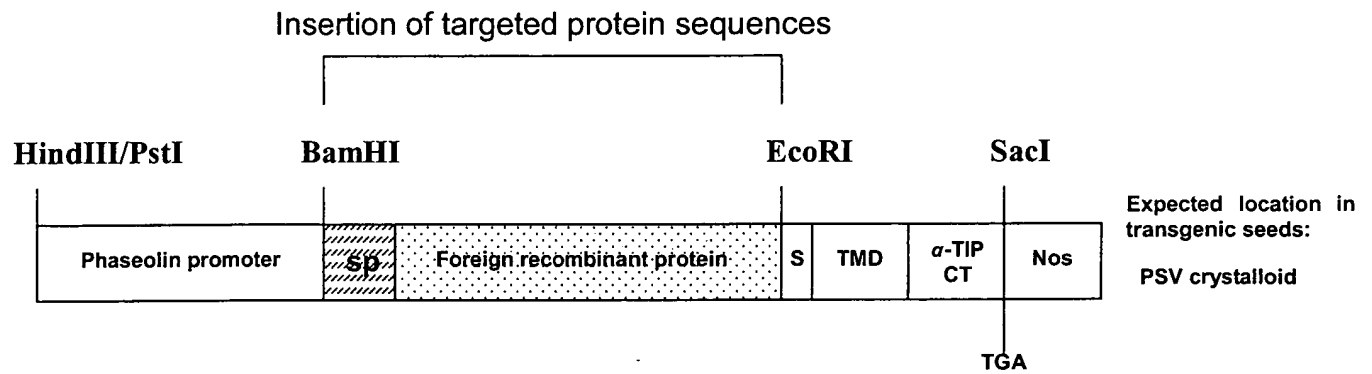 Insertion of targeted protein sequences
HindIII/PstI BamHI EcoRI SacI
Phaseolin promoter sp Foreign recombinant protein S TMD α-TIP CT Nos
Expected location in
transgenic seeds:
PSV crystalloid
TGA